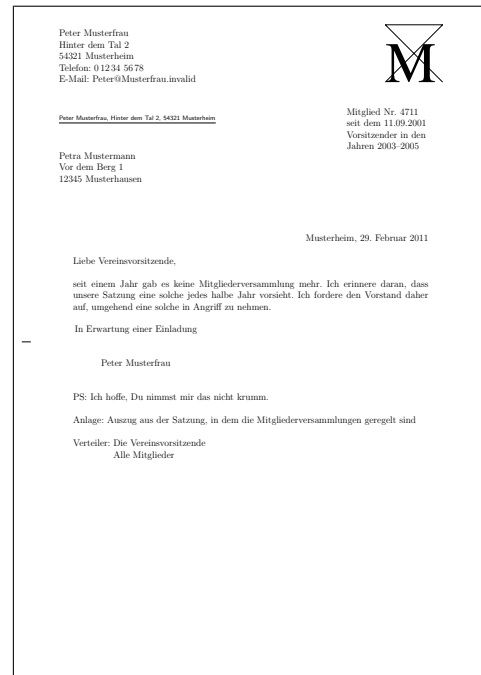 Peter Musterfrau
Hinter dem Tal 2
54321 Musterheim
Telefon: 0 12 34 56 78
E-Mail: Peter@Musterfrau.invalid
M
Peter Musterfrau, Hinter dem Tal 2, 54321 Musterheim
Mitglied Nr. 4711
seit dem 11.09.2001
Vorsitzender in den
Jahren 2003–2005
Petra Mustermann
Vor dem Berg 1
12345 Musterhausen
Musterheim, 29. Februar 2011
Liebe Vereinsvorsitzende,
seit einem Jahr gab es keine Mitgliederversammlung mehr. Ich erinnere daran, dass
unsere Satzung eine solche jedes halbe Jahr vorsieht. Ich fordere den Vorstand daher
auf, umgehend eine solche in Angriff zu nehmen.
In Erwartung einer Einladung
Peter Musterfrau
PS: Ich hoffe, Du nimmst mir das nicht krumm.
Anlage: Auszug aus der Satzung, in dem die Mitgliederversammlungen geregelt sind
Verteiler: Die Vereinsvorsitzende
Alle Mitglieder